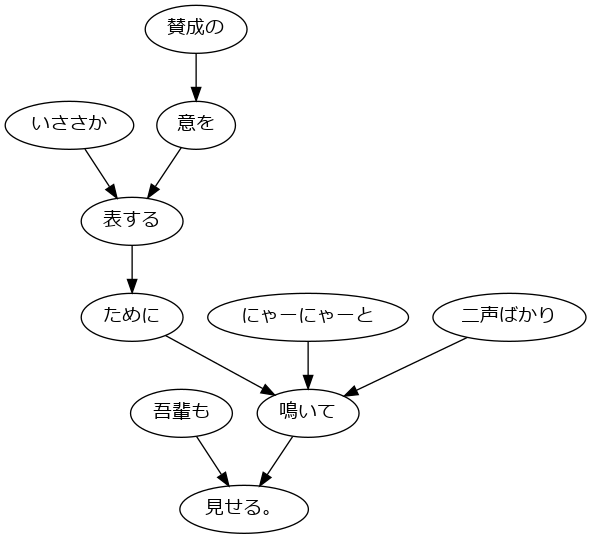 賛成の
いささか
意を
表する
ために
にゃーにゃーと
二声ばかり
吾輩も
鳴いて
見せる。